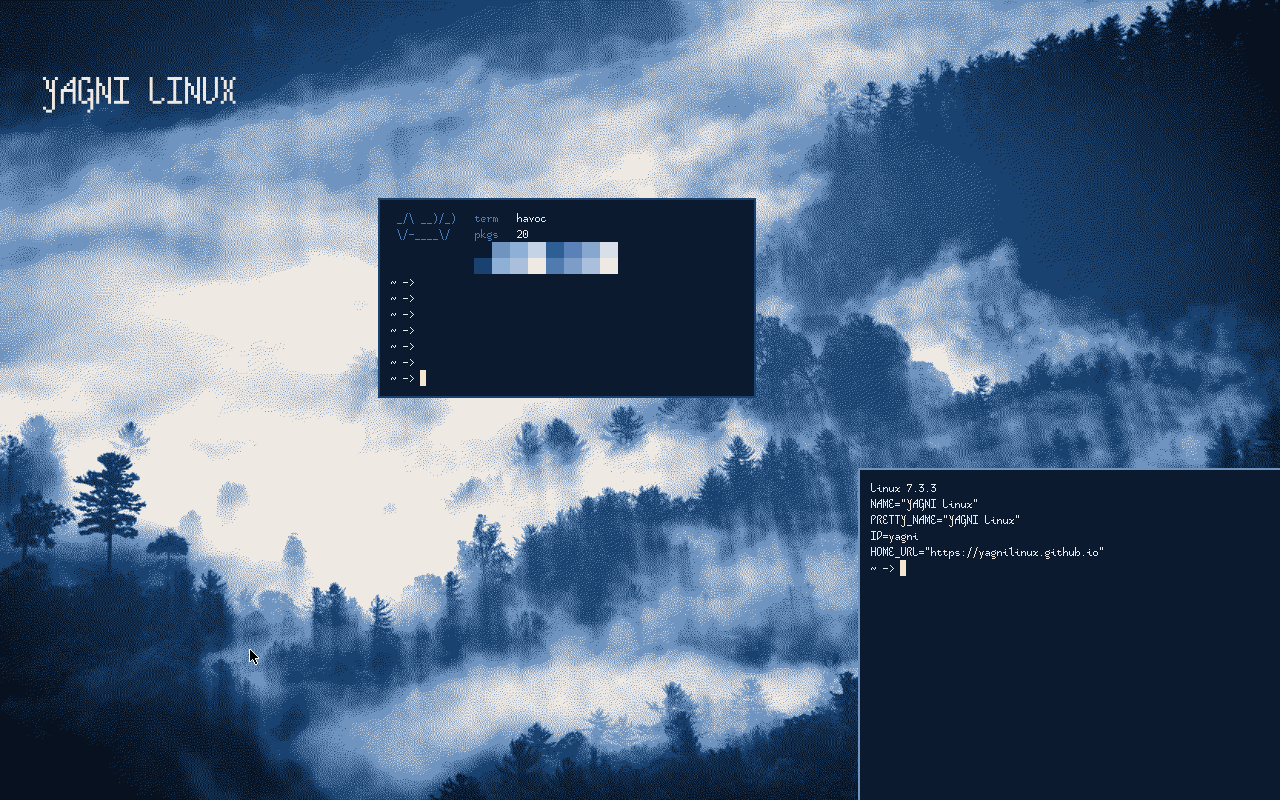 YAGNI LINUX
_/\ __)/_) term havoc
\/-____\/ pkgs 20
~ ->
~ ->
~ ->
~ ->
~ ->
~ ->
~ ->
Linux 7.3.3
NAME="YAGNI Linux"
PRETTY_NAME="YAGNI Linux"
ID=yagni
HOME_URL="https://yagnilinux.github.io"
~ ->